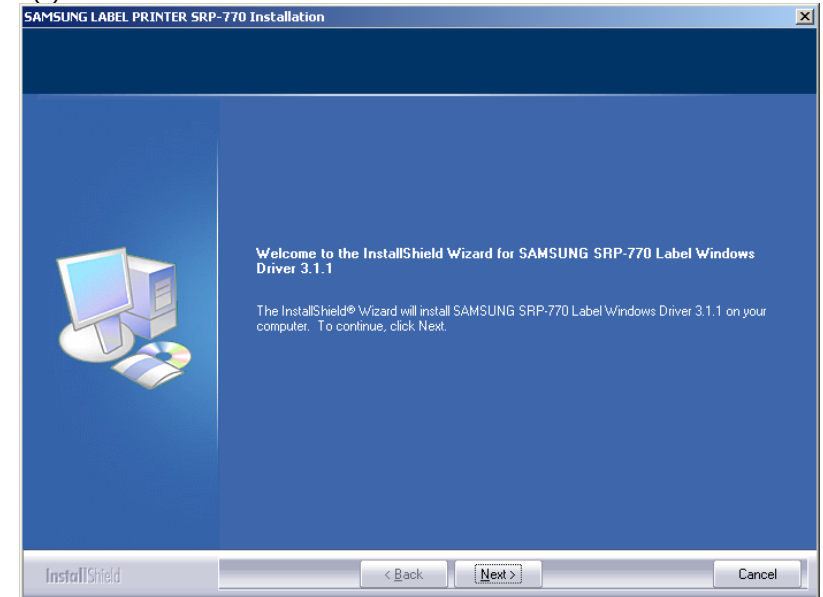 SAMSUNG LABEL PRINTER SRP-770 Installation
Welcome to the InstallShield Wizard for SAMSUNG SRP-770 Label Windows
Driver 3.1.1
The InstallShield® Wizard will install SAMSUNG SRP-770 Label Windows Driver 3.1.1 on your
computer. To continue, click Next.
InstallShield
< Back
Next >
Cancel